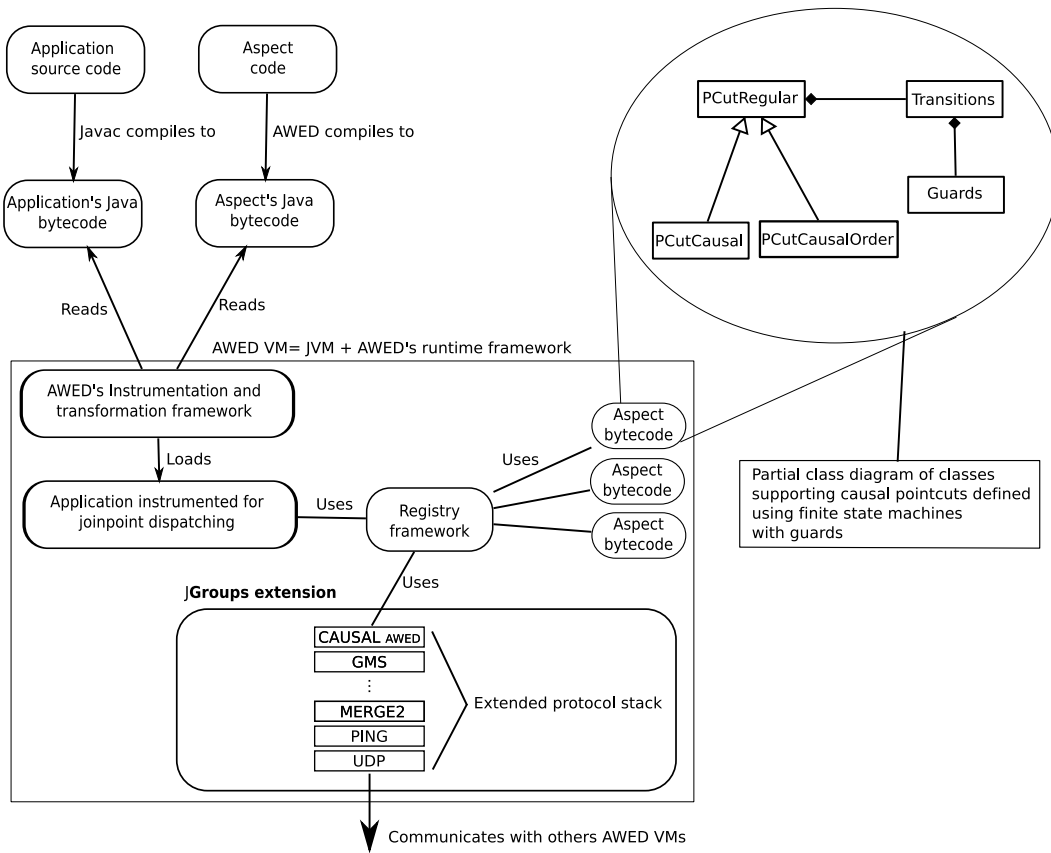 Application
source code
Aspect
code
Javac compiles to
AWED compiles to
Application's Java
bytecode
Aspect's Java
bytecode
Reads
Reads
PCutRegular
Transitions
Guards
PCutCausal
PCutCausalOrder
AWED VM= JVM + AWED's runtime framework
AWED's Instrumentation and
transformation framework
Loads
Application instrumented for
joinpoint dispatching
Uses
Registry
framework
Uses
Aspect
bytecode
Aspect
bytecode
Aspect
bytecode
Partial class diagram of classes
supporting causal pointcuts defined
using finite state machines
with guards
Uses
JGroups extension
CAUSAL AWED
GMS
...
MERGE2
PING
UDP
Extended protocol stack
Communicates with others AWED VMs